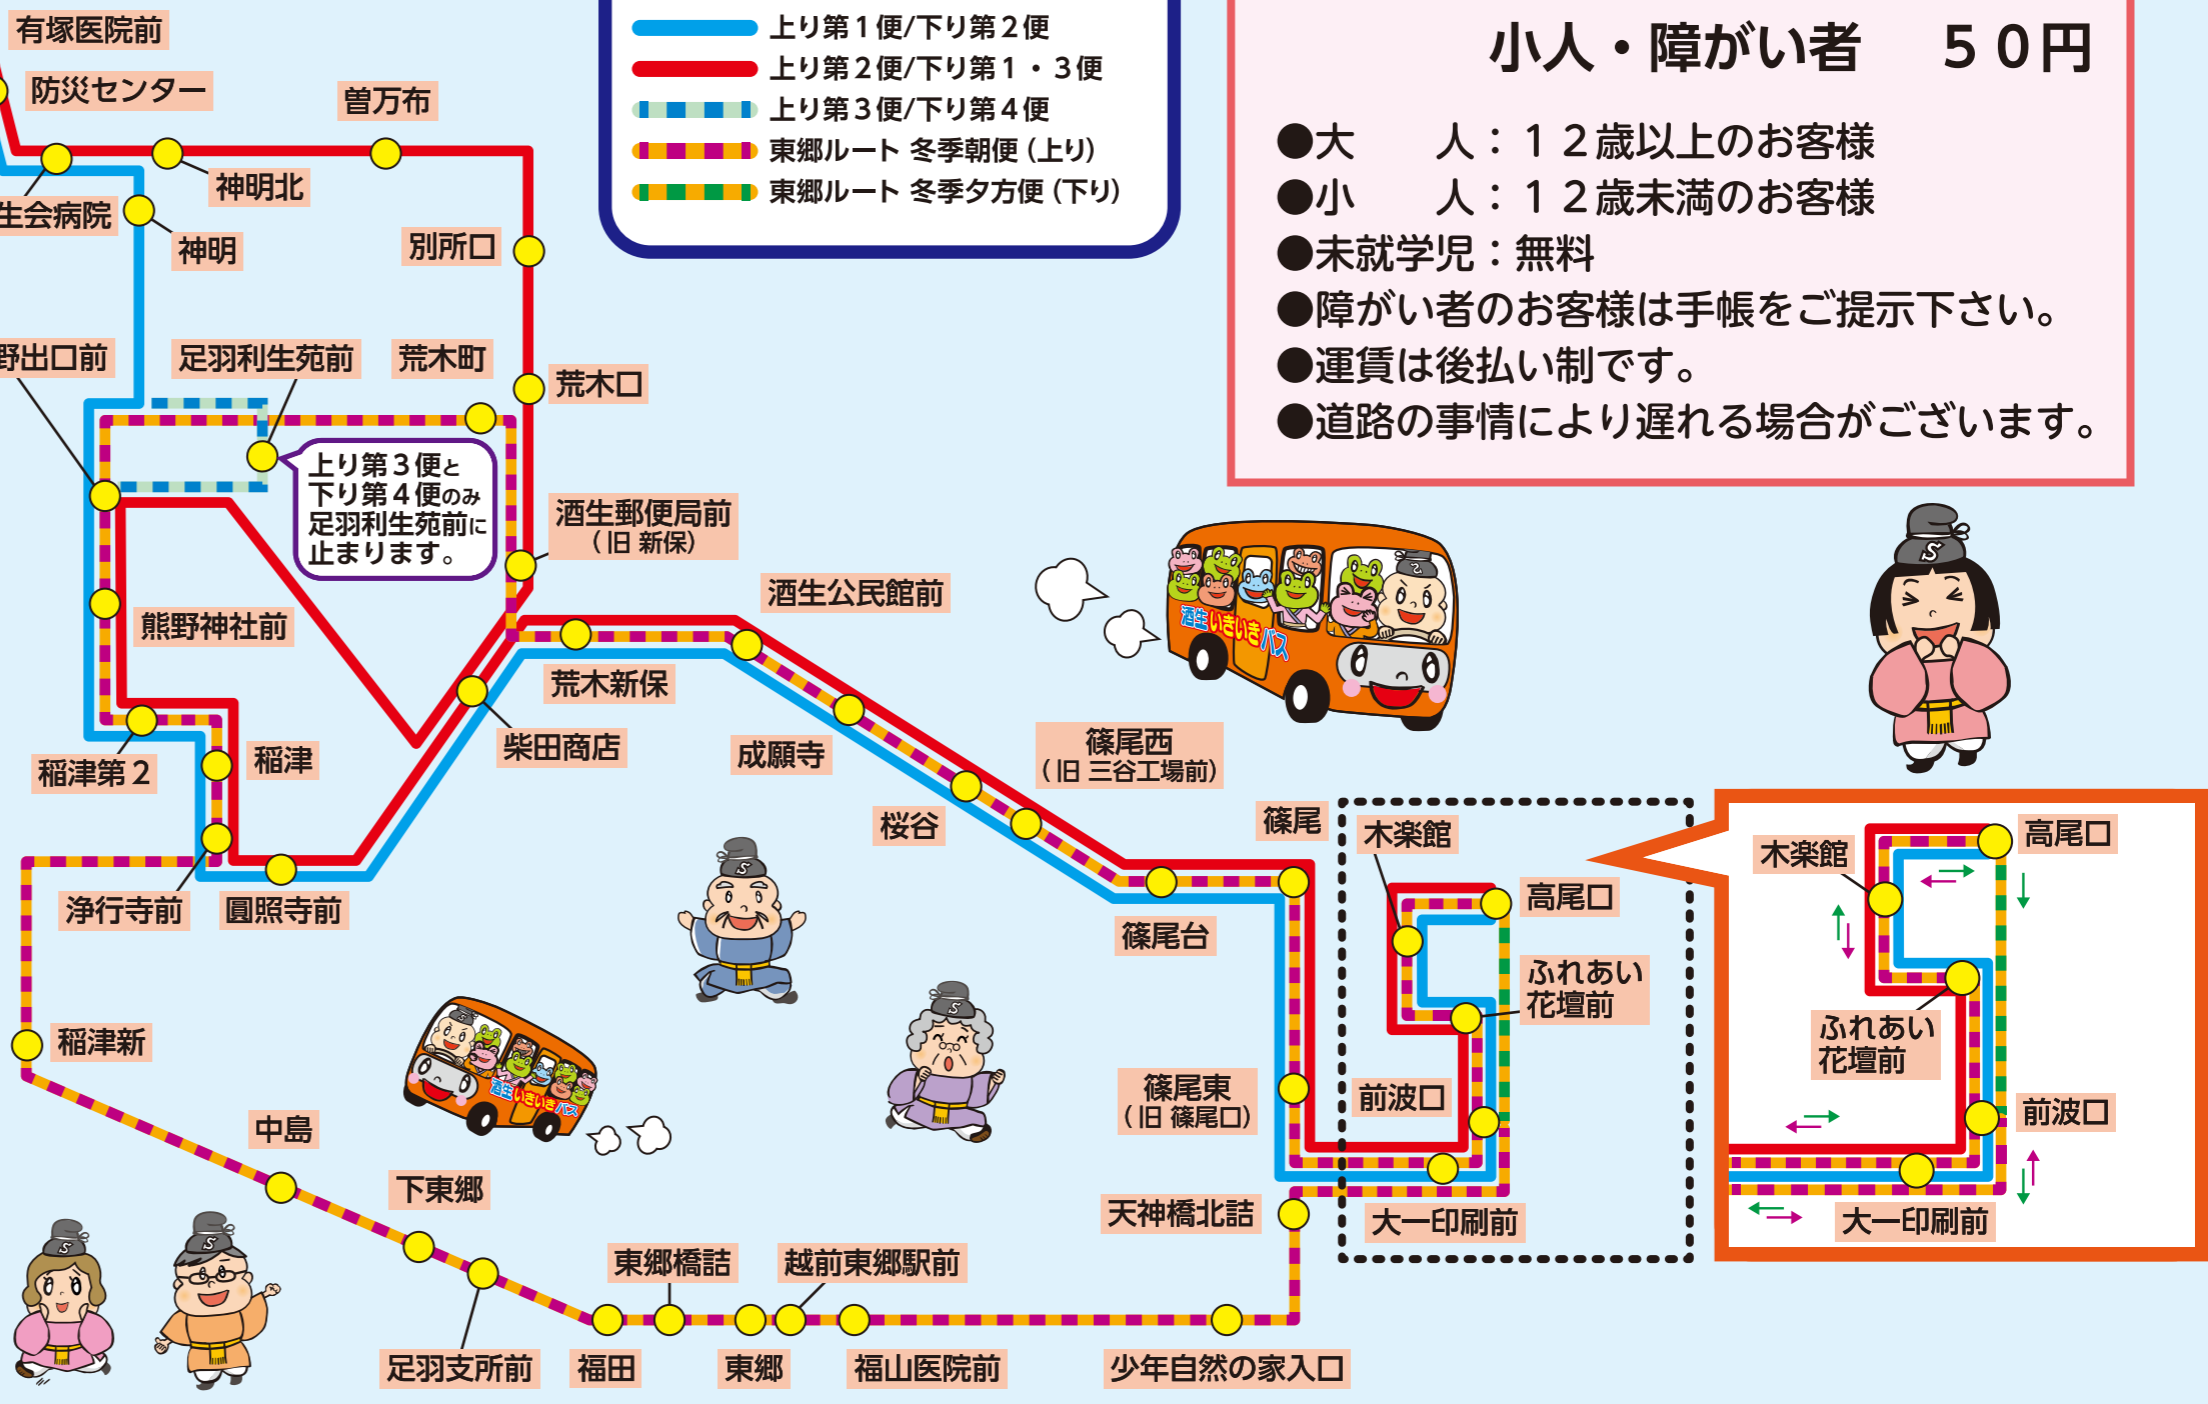 有塚医院前
防災センター
曽万布
神明北
生会病院
神明
別所口
野出口前
足羽利生苑前
荒木町
荒木口
上り第１便/下り第２便
上り第２便/下り第１・３便
上り第３便/下り第４便
東郷ルート 冬季朝便（上り）
東郷ルート 冬季夕方便（下り）
小人・障がい者　５０円
●大　　人：１２歳以上のお客様
●小　　人：１２歳未満のお客様
●未就学児：無料
●障がい者のお客様は手帳をご提示下さい。
●運賃は後払い制です。
●道路の事情により遅れる場合がございます。
上り第３便と
下り第４便のみ
足羽利生苑前に
止まります。
酒生郵便局前
（旧 新保）
酒生公民館前
熊野神社前
荒木新保
柴田商店
成願寺
稲津第２
稲津
桜谷
篠尾西
（旧 三谷工場前）
篠尾
浄行寺前
圓照寺前
篠尾台
酒生いきいきバス
酒生いきいきバス
木楽館
高尾口
ふれあい
花壇前
前波口
篠尾東
（旧 篠尾口）
天神橋北詰
大一印刷前
木楽館
高尾口
ふれあい
花壇前
前波口
大一印刷前
稲津新
中島
下東郷
東郷橋詰
越前東郷駅前
足羽支所前
福田
東郷
福山医院前
少年自然の家入口
S
S
S
S
S